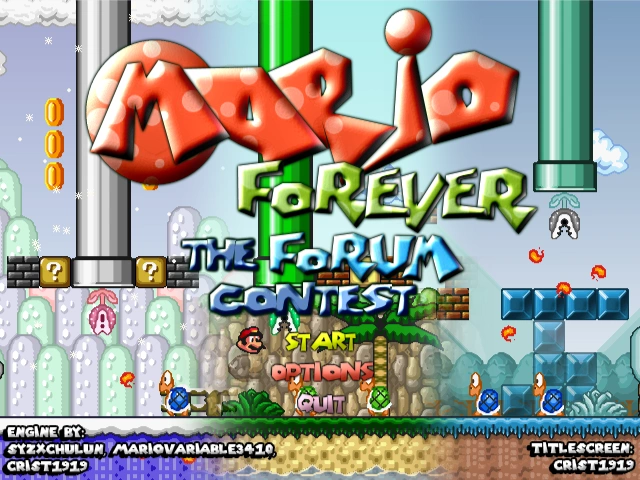 MARIO
FOREVER
THE FORUM
CONTEST
? ?
START
OPTIONS
QUIT
ENGINE BY:
SYZXCHULUN, MARIOVARIABLE3410,
CRIST1919
TITLESCREEN:
CRIST1919